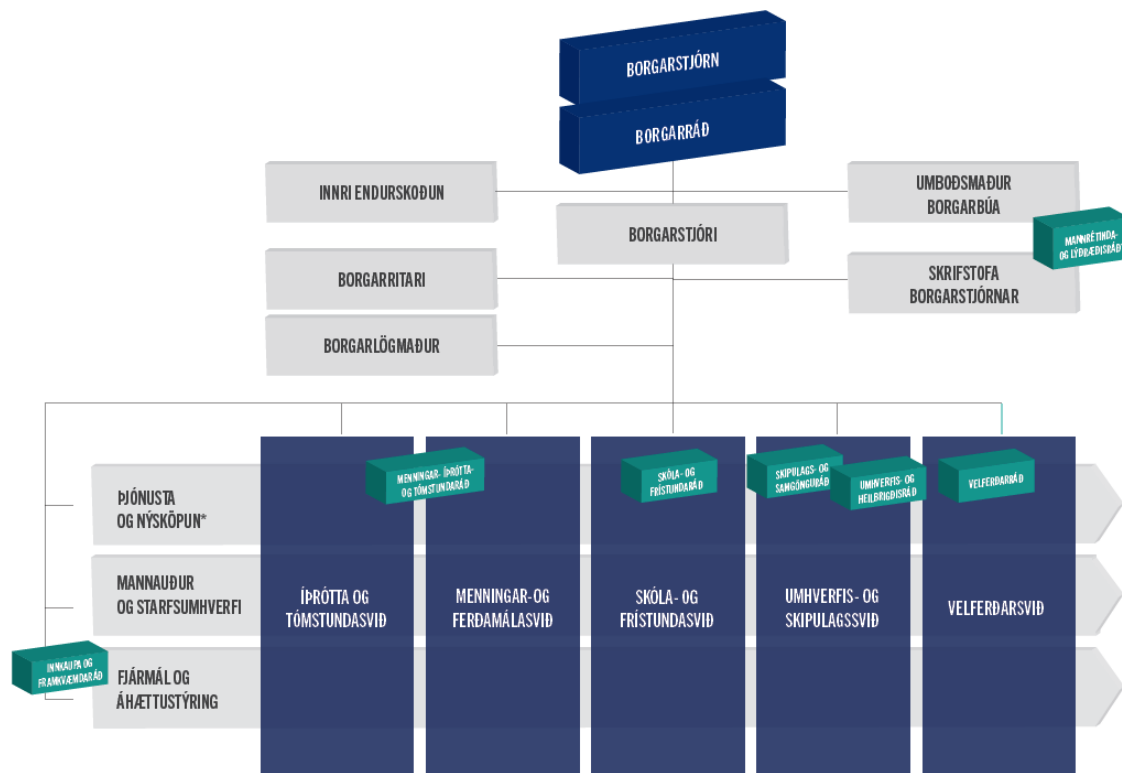 BORGARSTJÓRN
BORGARRÁÐ
INNRI ENDURSKOÐUN
UMBOÐSMAÐUR
BORGARBÚA
BORGARSTJÓRI
MANNRÉTINDA-
OG LÝÐRÆÐISRÁÐ
BORGARRITARI
SKRIFSTOFA
BORGARSTJÓRNAR
BORGARLÖGMAÐUR
MENNINGAR- ÍÞRÓTTA-
OG TÓMSTUNDARÁÐ
SKÓLA- OG
FRÍSTUNDARÁÐ
SKIPULAGS- OG
SAMGÖNGURÁÐ
UMHVERFIS- OG
HEILBRIGÐISRÁÐ
VELFERÐARRÁÐ
ÞJÓNUSTA
OG NÝSKÖPUN*
MANNAUÐUR
OG STARFSUMHVERFI
ÍÞRÓTTA OG
TÓMSTUNDASVIÐ
MENNINGAR- OG
FERÐAMÁLASVIÐ
SKÓLA- OG
FRÍSTUNDASVIÐ
UMHVERFIS- OG
SKIPULAGSSVIÐ
VELFERÐARSVIÐ
INNKAUPA OG
FRAMKVÆMDARÁÐ
FJÁRMÁL OG
ÁHÆTTUSTÝRING